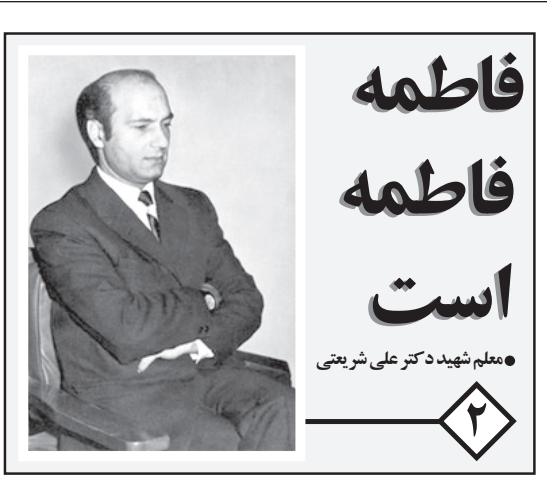 فاطمه
فاطمه
است
●معلم شهید دکتر علی شریعتی
۲